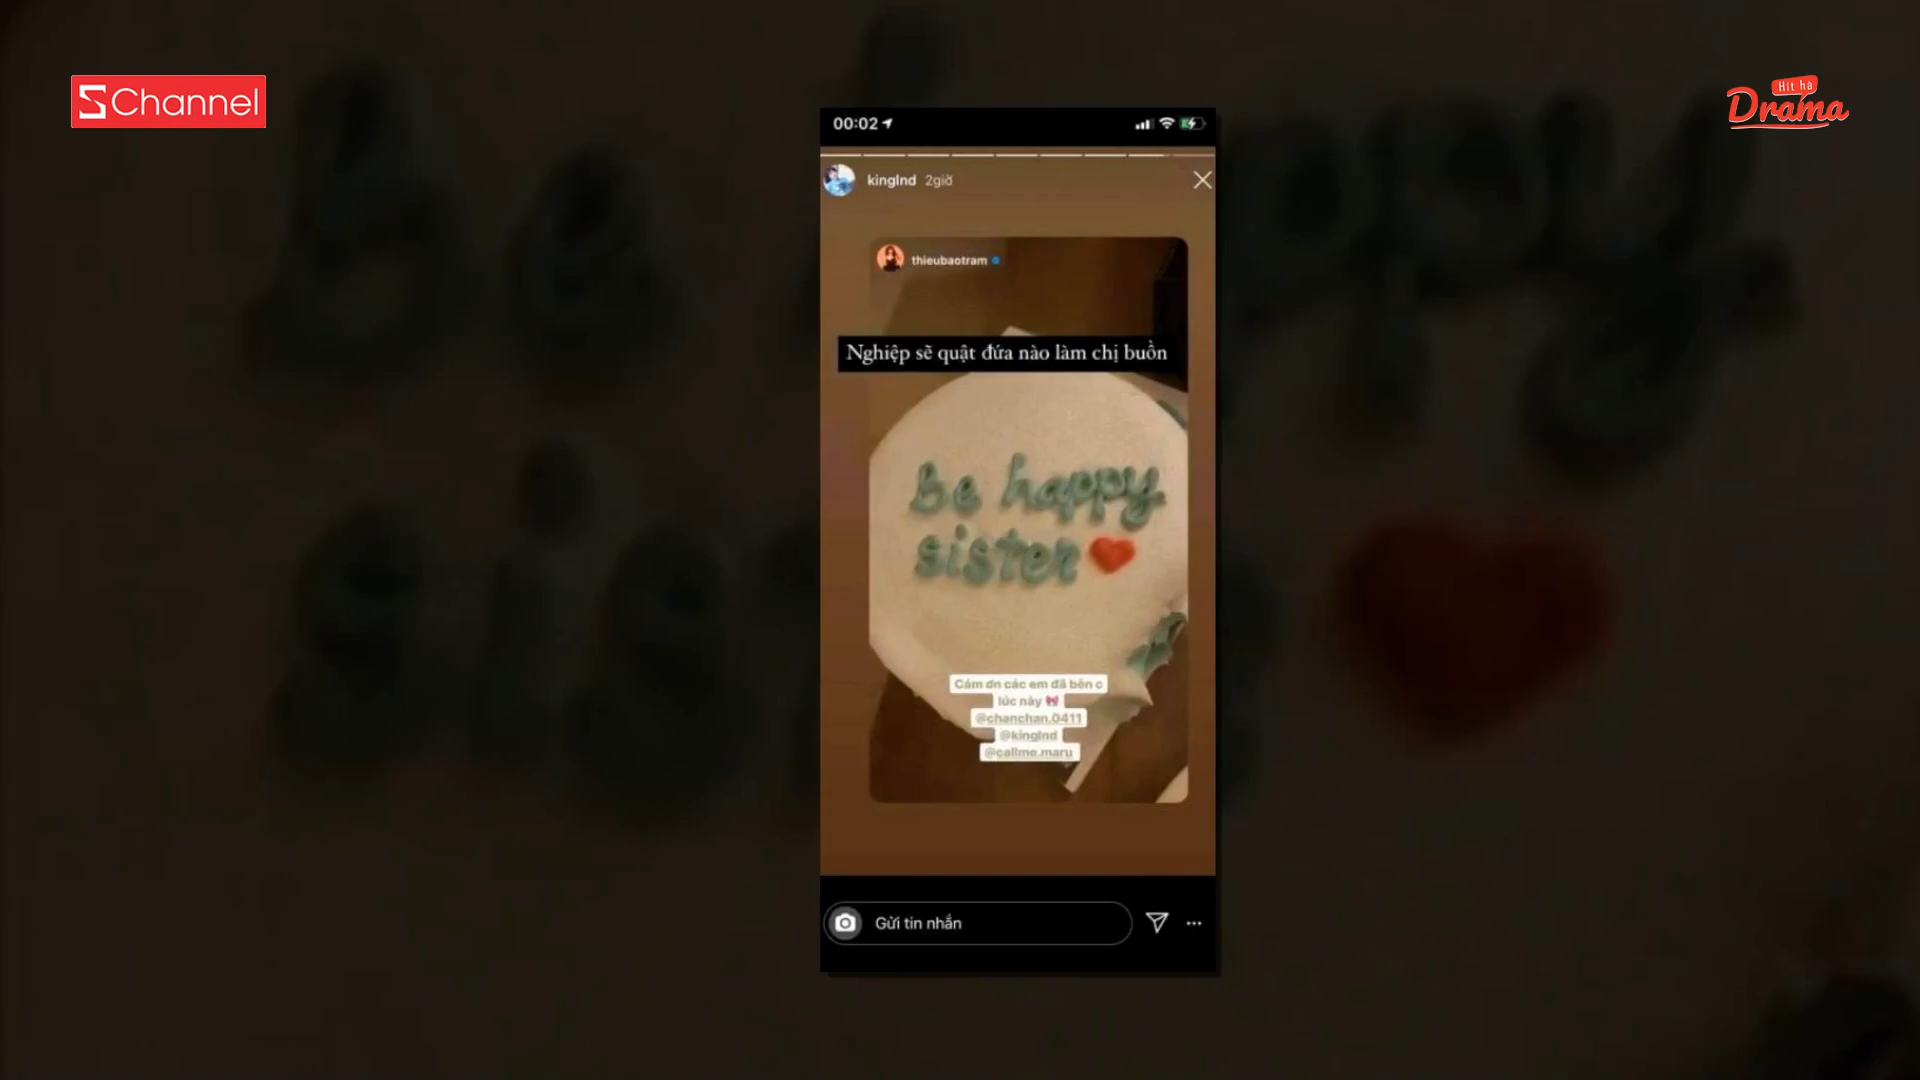 S Channel
Hít hà
Drama
00:02
kinglnd 2giờ
thieubaotram
Nghiệp sẽ quật đứa nào làm chị buồn
be happy
sister
Cám ơn các em đã bên c
lúc này
@chanchan.0411
@kinglnd
@callme.maru
Gửi tin nhắn